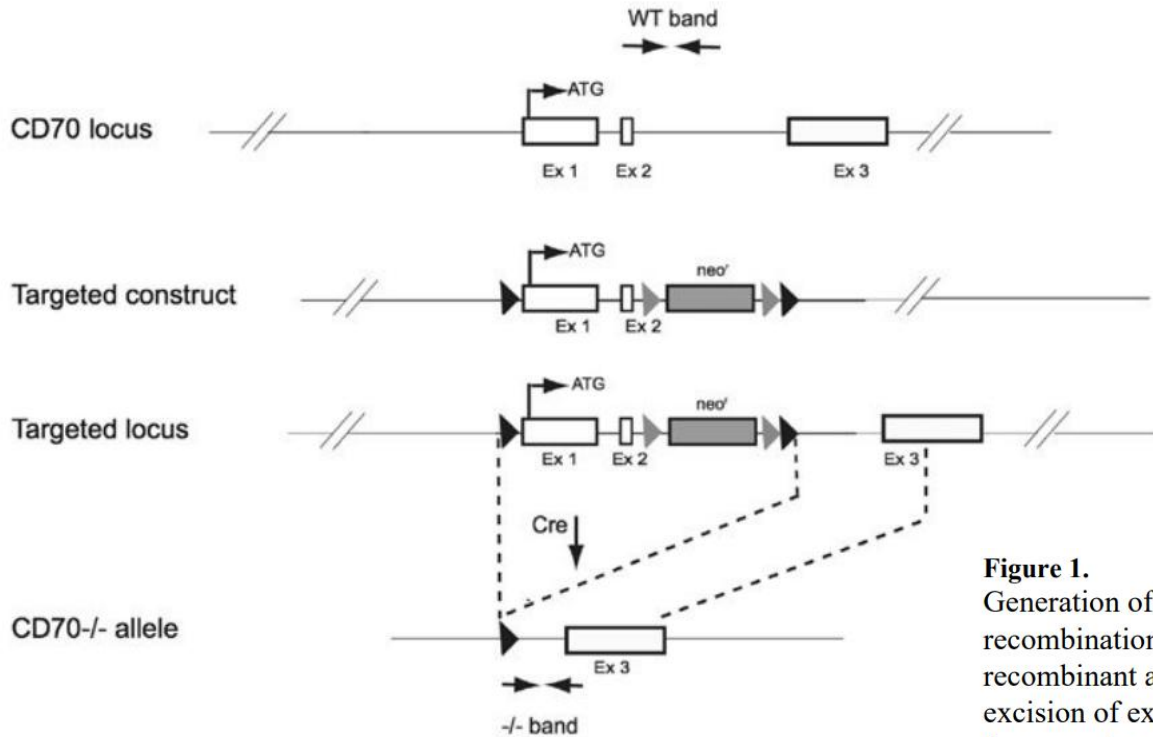 WT band
ATG
CD70 locus
Ex 1
Ex 2
Ex 3
ATG
neoʳ
Targeted construct
Ex 1
Ex 2
ATG
neoʳ
Targeted locus
Ex 1
Ex 2
Ex 3
Cre
CD70-/- allele
Ex 3
-/- band
Figure 1.
Generation of
recombination
recombinant a
excision of ex